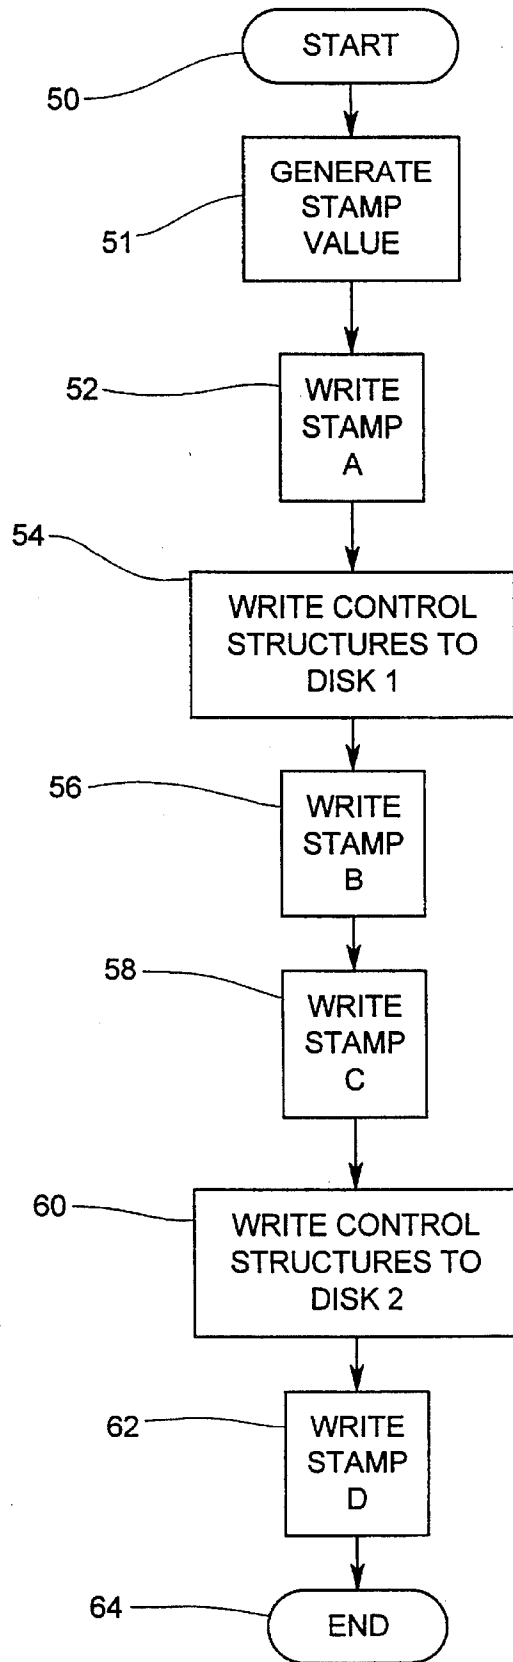 START
50
GENERATE
STAMP
VALUE
51
52
WRITE
STAMP
A
54
WRITE CONTROL
STRUCTURES TO
DISK 1
56
WRITE
STAMP
B
58
WRITE
STAMP
C
60
WRITE CONTROL
STRUCTURES TO
DISK 2
62
WRITE
STAMP
D
64
END